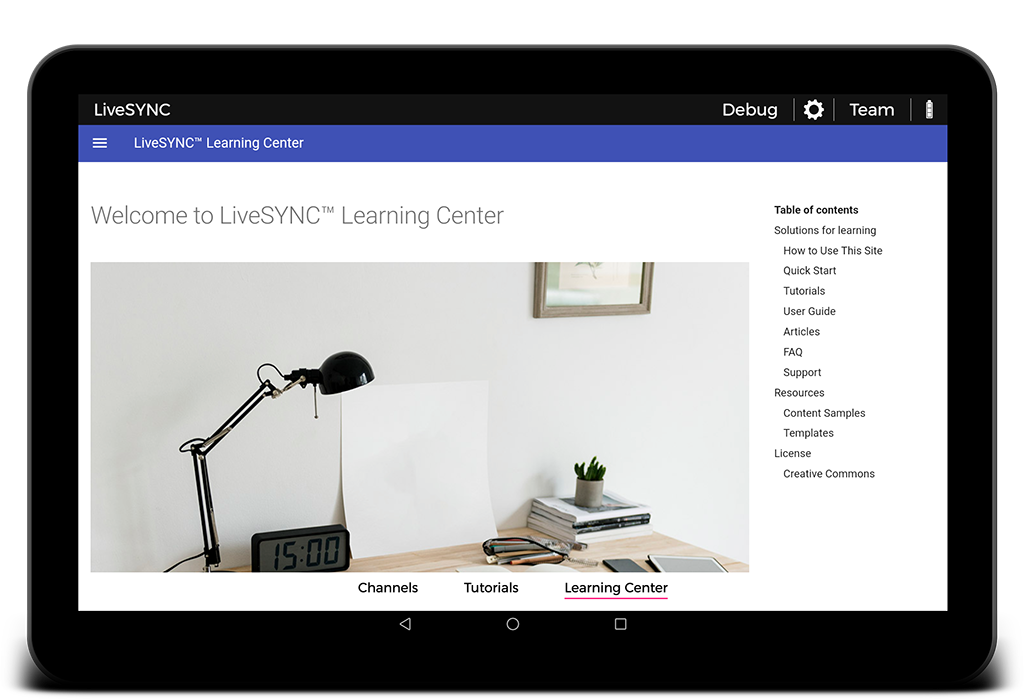 LiveSYNC
Debug
Team
LiveSYNC™ Learning Center
Welcome to LiveSYNC™ Learning Center
Table of contents
Solutions for learning
How to Use This Site
Quick Start
Tutorials
User Guide
Articles
FAQ
Support
Resources
Content Samples
Templates
License
Creative Commons
15:00
Channels
Tutorials
Learning Center